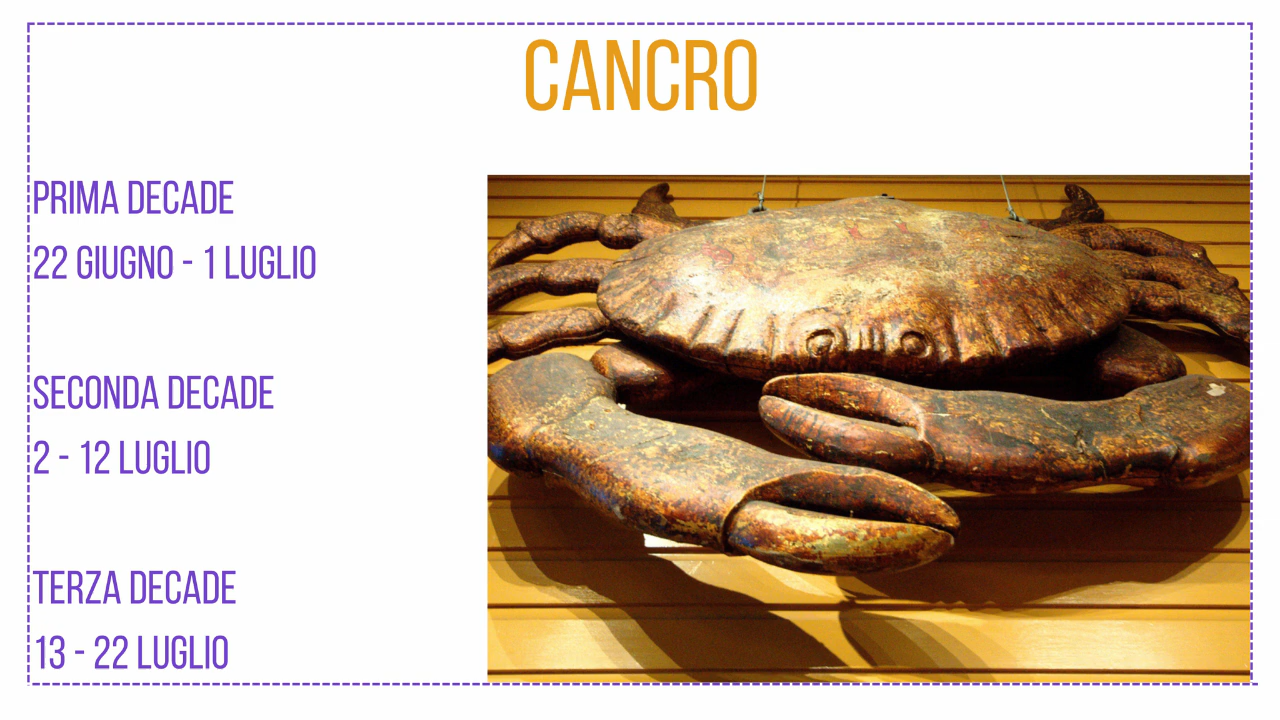 CANCRO
PRIMA DECADE
22 GIUGNO - 1 LUGLIO
SECONDA DECADE
2 - 12 LUGLIO
TERZA DECADE
13 - 22 LUGLIO